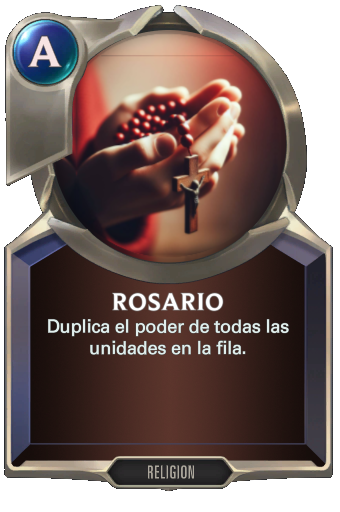 A
ROSARIO
Duplica el poder de todas las
unidades en la fila.
RELIGION